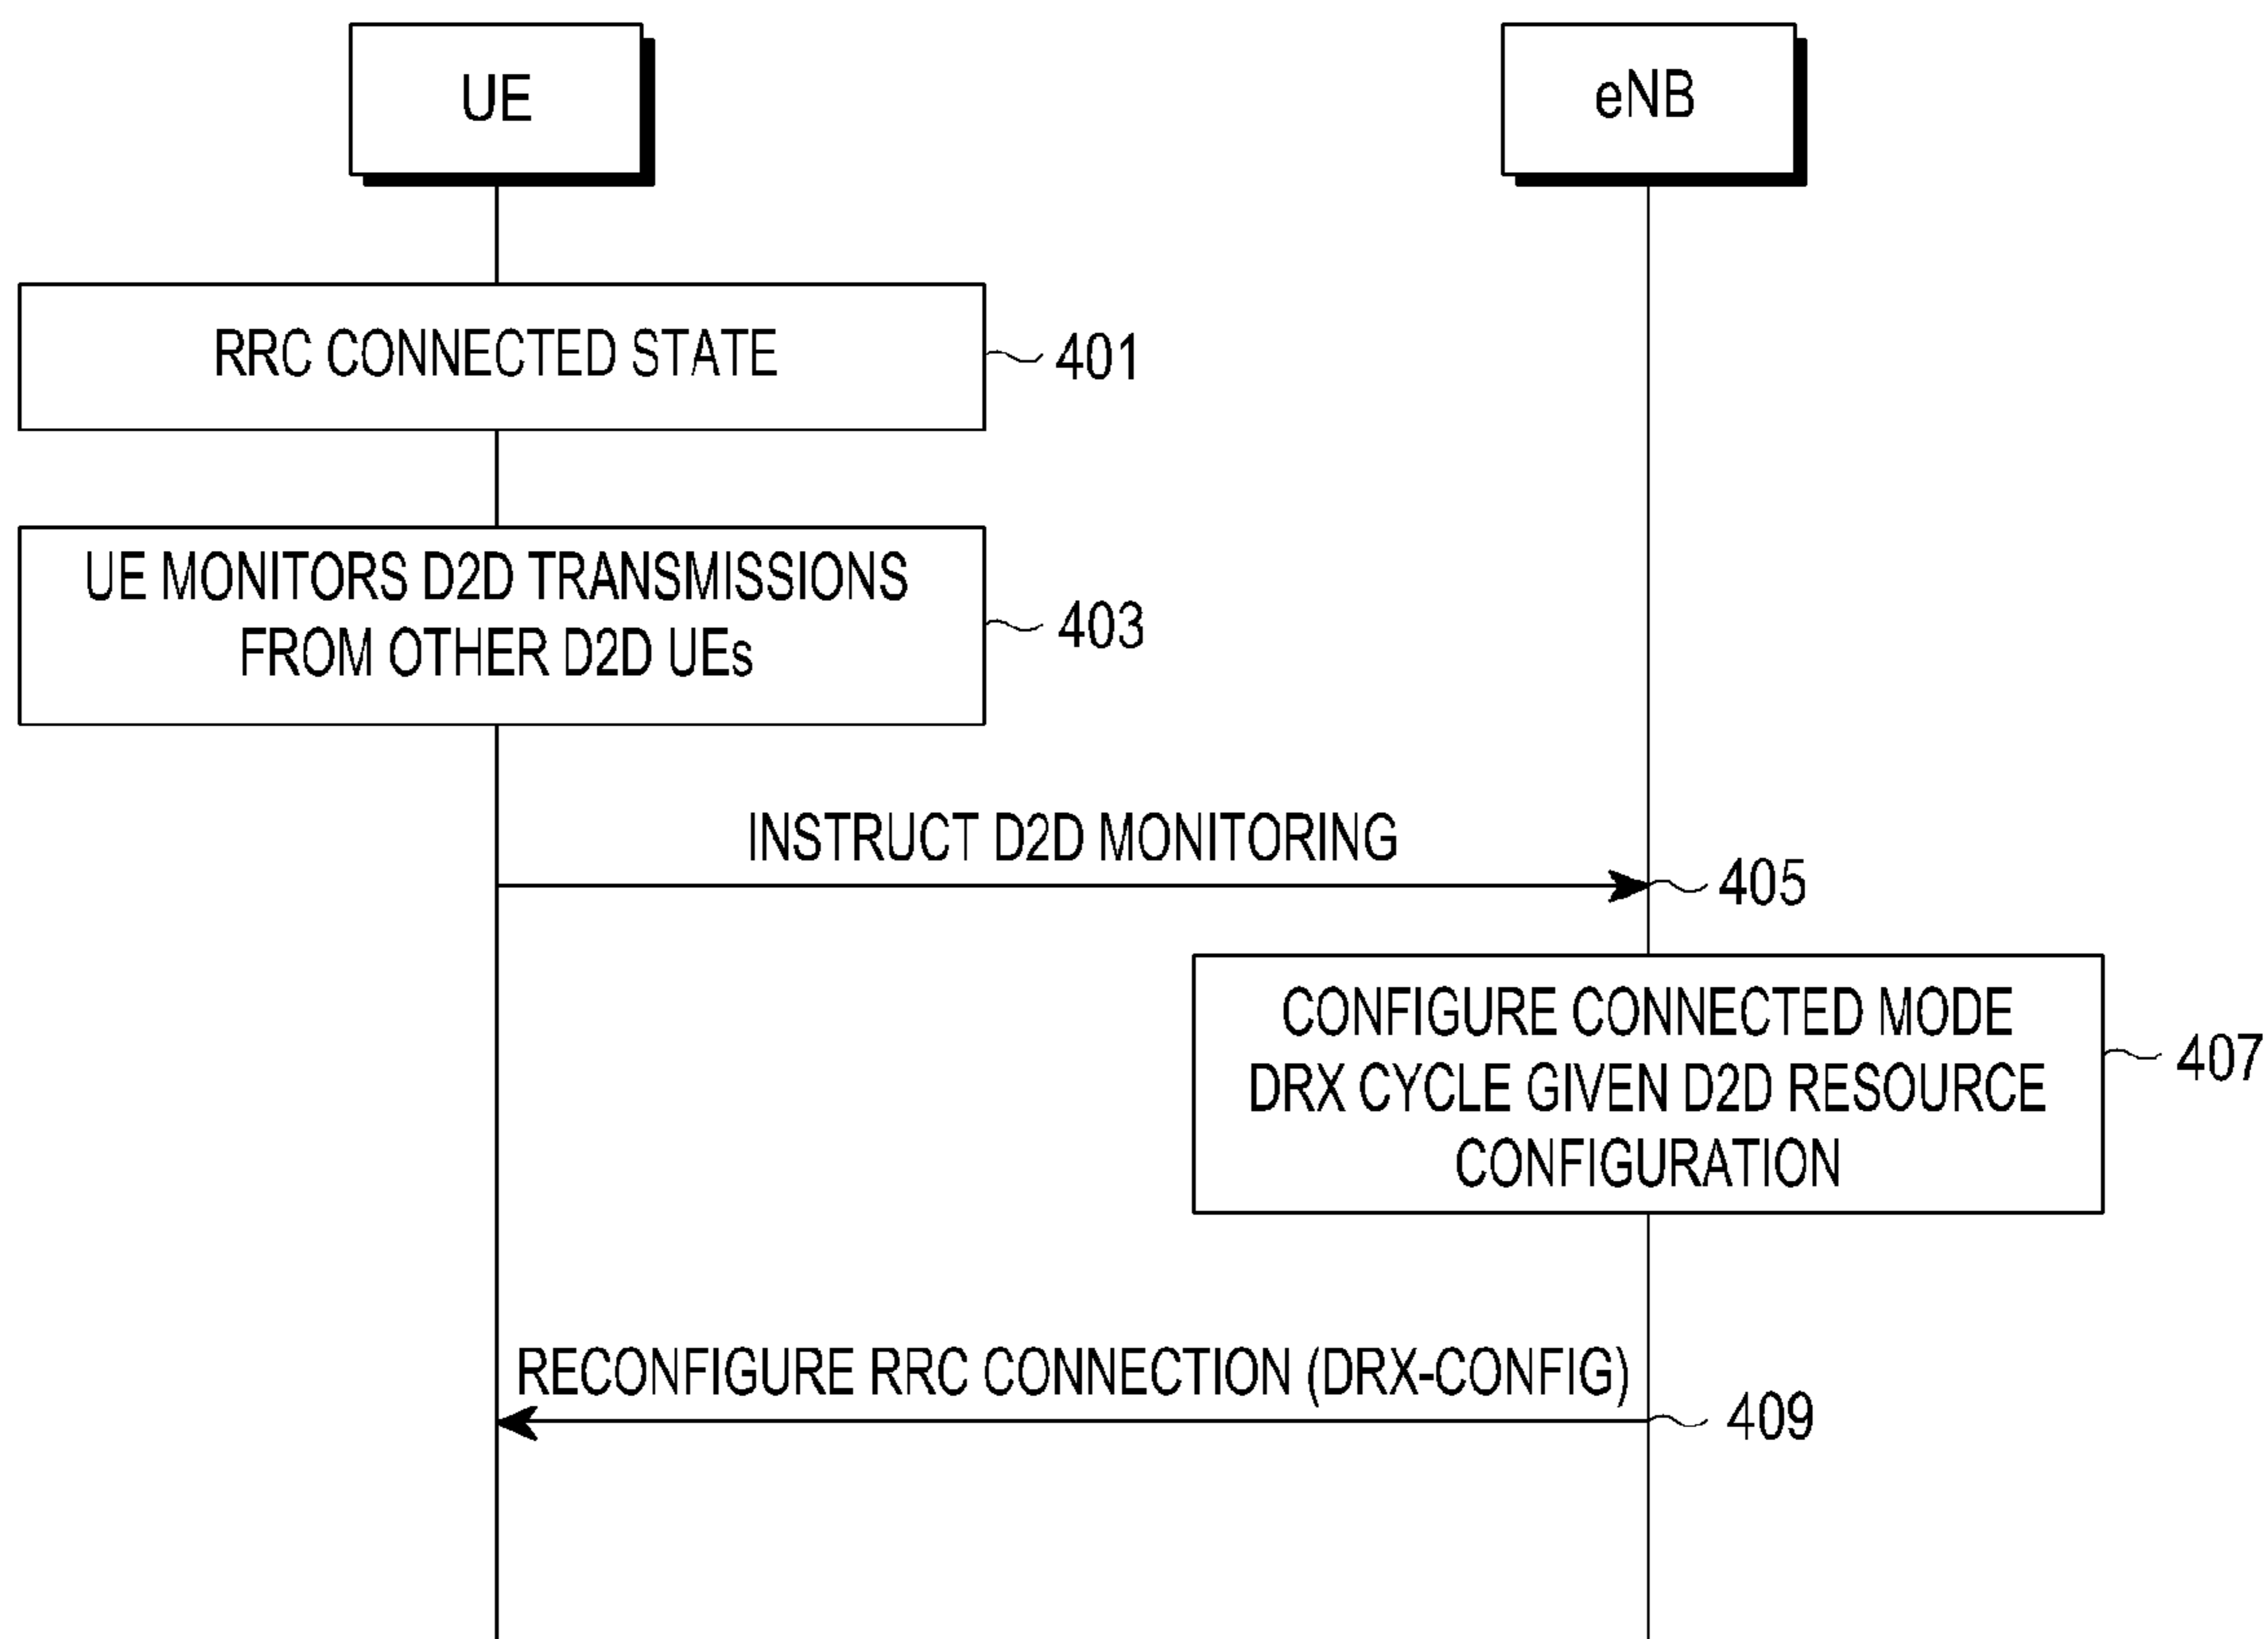 UE
eNB
RRC CONNECTED STATE
401
UE MONITORS D2D TRANSMISSIONS
FROM OTHER D2D UEs
403
INSTRUCT D2D MONITORING
405
CONFIGURE CONNECTED MODE
DRX CYCLE GIVEN D2D RESOURCE
CONFIGURATION
407
RECONFIGURE RRC CONNECTION (DRX-CONFIG)
409